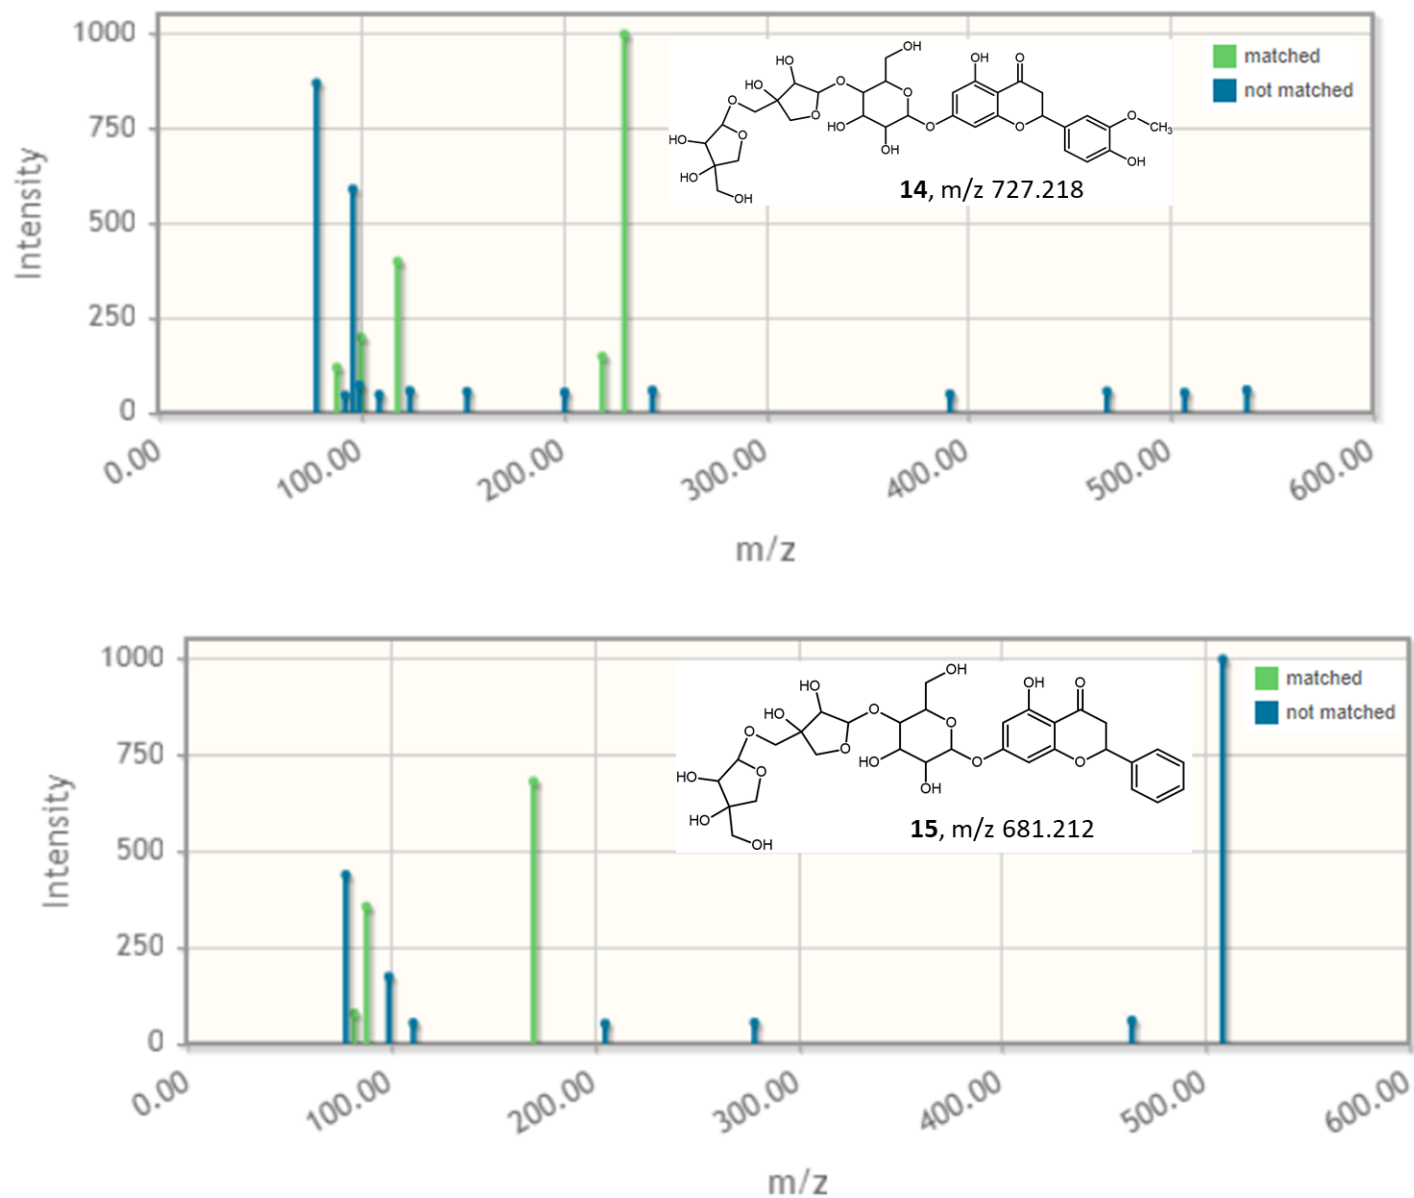 1000
750
500
250
0
Intensity
matched
not matched
OH
HO
O
OH
O
HO
O
O
O
O
HO
O
HO
OH
O
O
O
CH3
HO
OH
OH
HO
OH
14, m/z 727.218
0.00 100.00 200.00 300.00 400.00 500.00 600.00
m/z
1000
750
500
250
0
Intensity
matched
not matched
OH
HO
O
OH
O
HO
O
O
O
O
HO
O
HO
OH
O
O
HO
OH
15, m/z 681.212
0.00 100.00 200.00 300.00 400.00 500.00 600.00
m/z